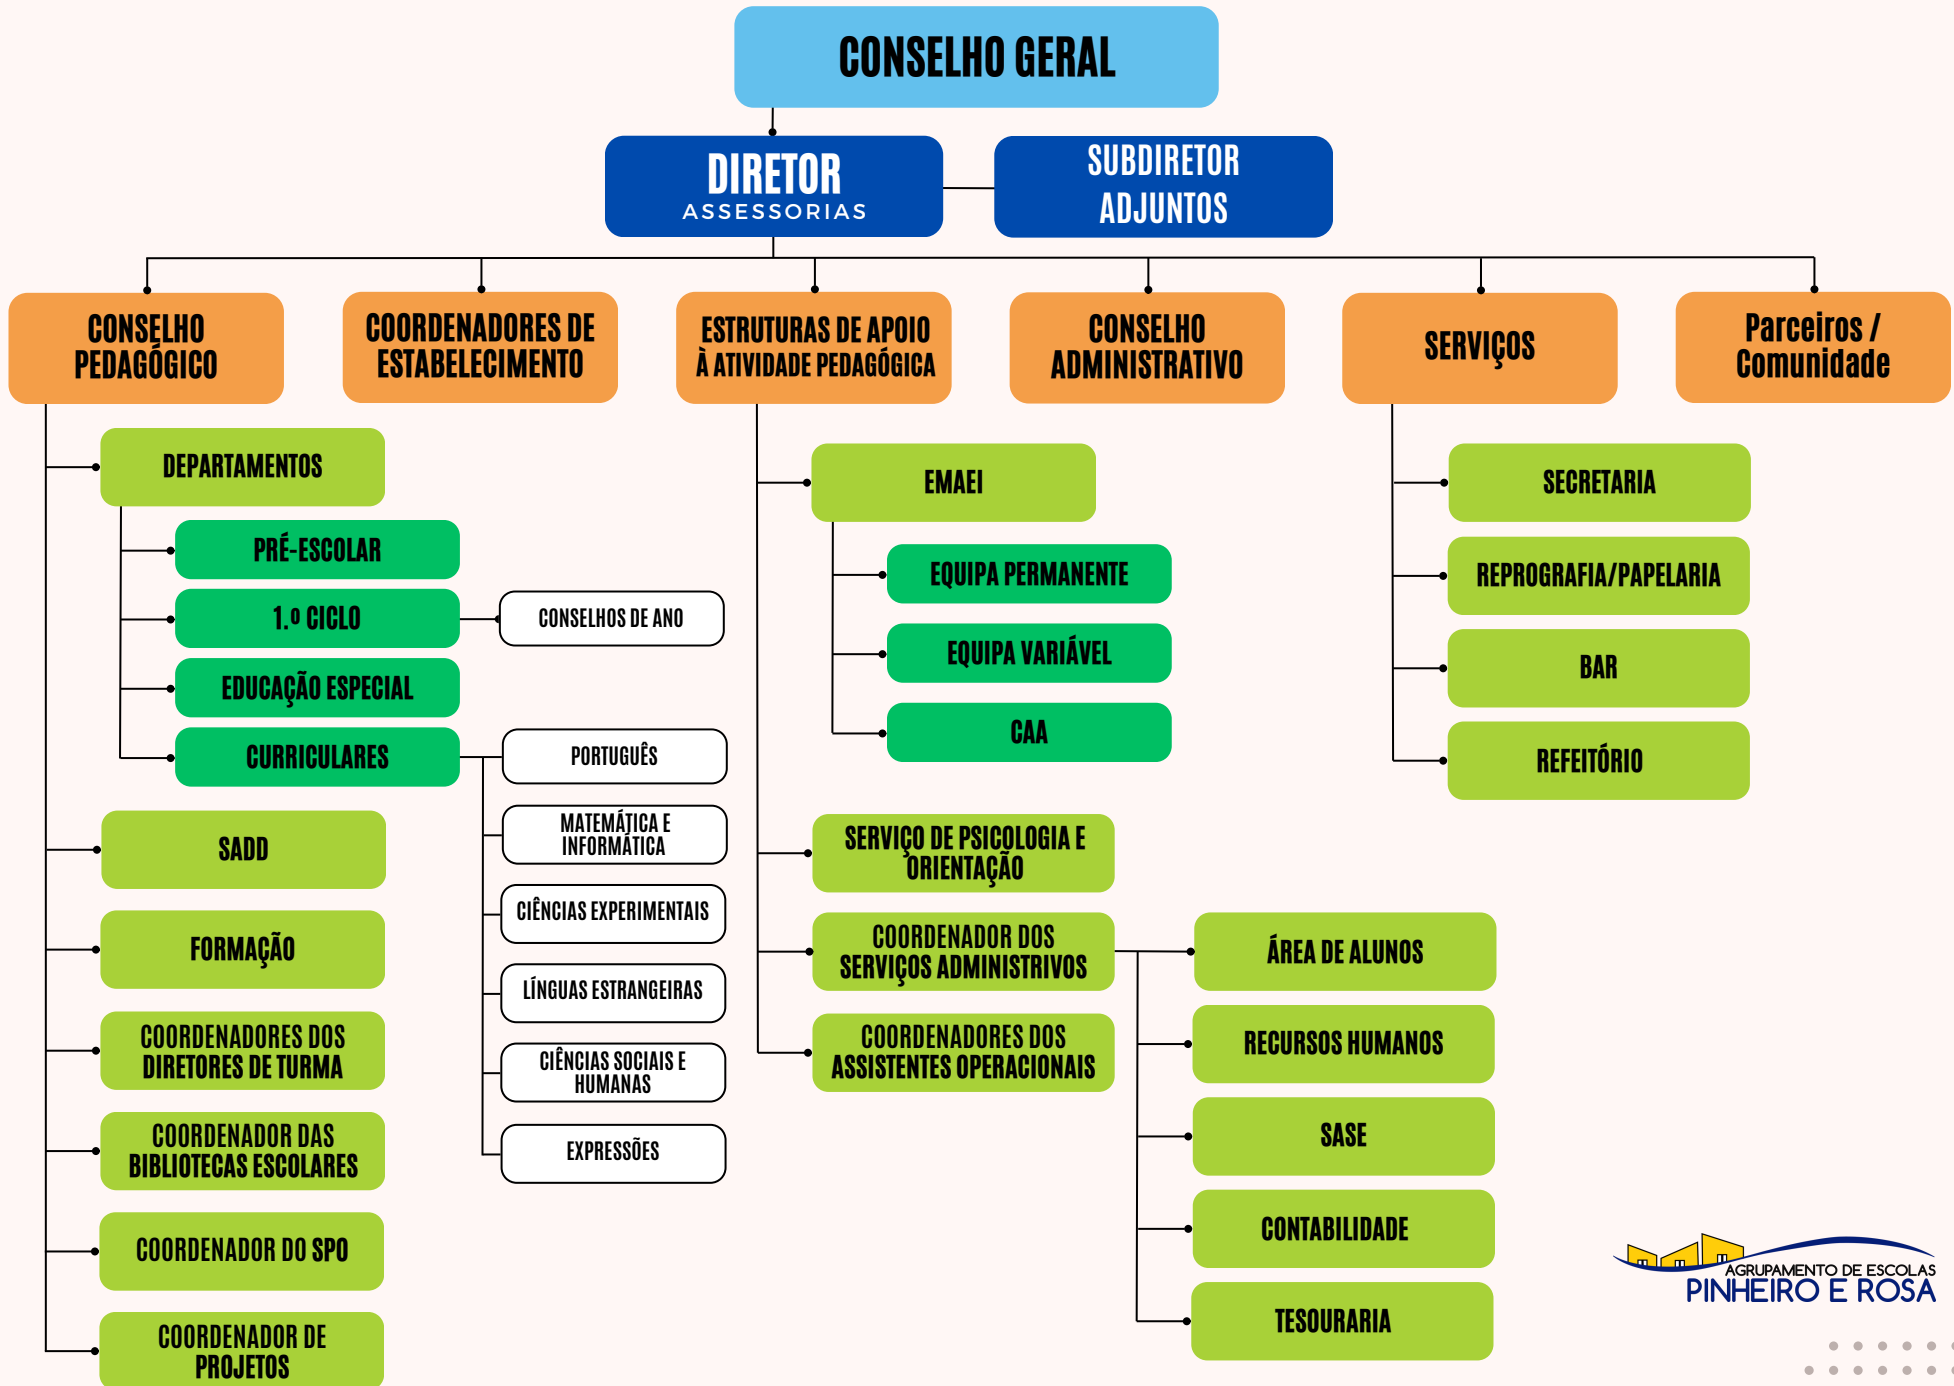 CONSELHO GERAL
DIRETOR
ASSESSORIAS
SUBDIRETOR
ADJUNTOS
CONSELHO
PEDAGÓGICO
COORDENADORES DE
ESTABELECIMENTO
ESTRUTURAS DE APOIO
À ATIVIDADE PEDAGÓGICA
CONSELHO
ADMINISTRATIVO
SERVIÇOS
Parceiros /
Comunidade
DEPARTAMENTOS
PRÉ-ESCOLAR
1.º CICLO
CONSELHOS DE ANO
EDUCAÇÃO ESPECIAL
CURRICULARES
PORTUGUÊS
MATEMÁTICA E
INFORMÁTICA
CIÊNCIAS EXPERIMENTAIS
LÍNGUAS ESTRANGEIRAS
CIÊNCIAS SOCIAIS E
HUMANAS
EXPRESSÕES
SADD
FORMAÇÃO
COORDENADORES DOS
DIRETORES DE TURMA
COORDENADOR DAS
BIBLIOTECAS ESCOLARES
COORDENADOR DO SPO
COORDENADOR DE
PROJETOS
EMAEI
EQUIPA PERMANENTE
EQUIPA VARIÁVEL
CAA
SERVIÇO DE PSICOLOGIA E
ORIENTAÇÃO
COORDENADOR DOS
SERVIÇOS ADMINISTRIVOS
COORDENADORES DOS
ASSISTENTES OPERACIONAIS
ÁREA DE ALUNOS
RECURSOS HUMANOS
SASE
CONTABILIDADE
TESOURARIA
SECRETARIA
REPROGRAFIA/PAPELARIA
BAR
REFEITÓRIO
AGRUPAMENTO DE ESCOLAS
PINHEIRO E ROSA